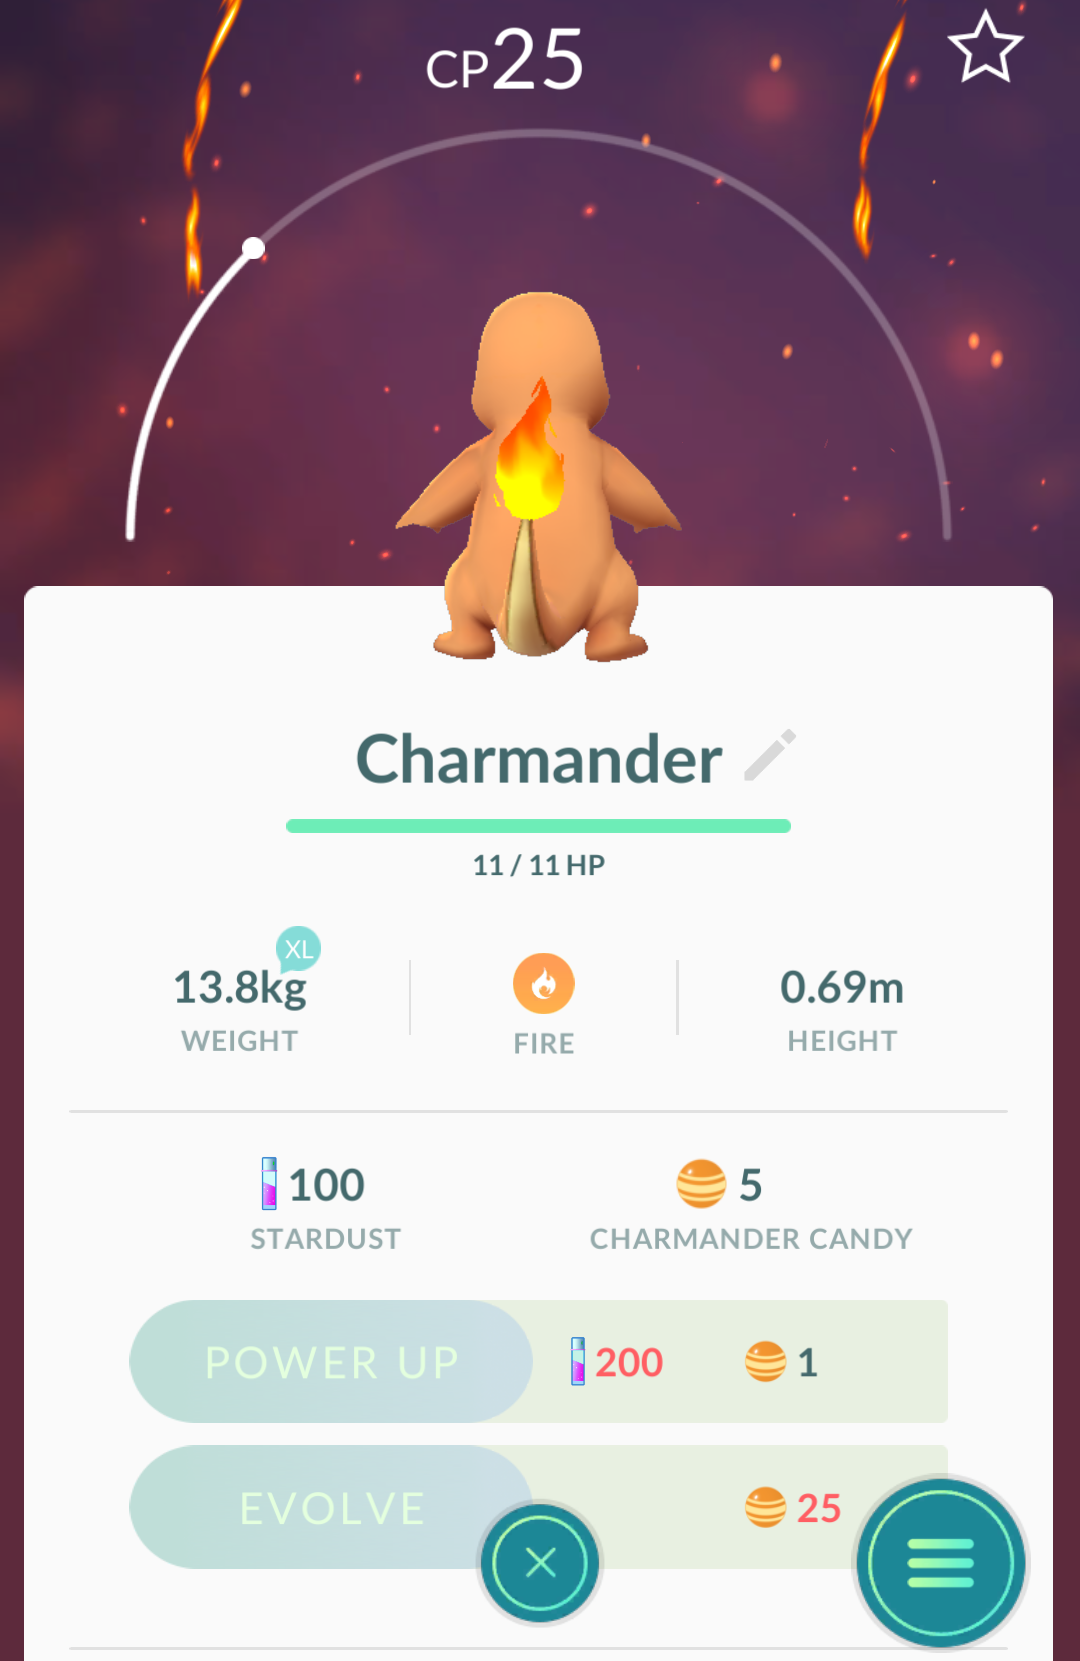 CP25
Charmander
11 / 11 HP
XL
13.8kg
WEIGHT
FIRE
0.69m
HEIGHT
100
STARDUST
5
CHARMANDER CANDY
POWER UP 200 1
EVOLVE 25